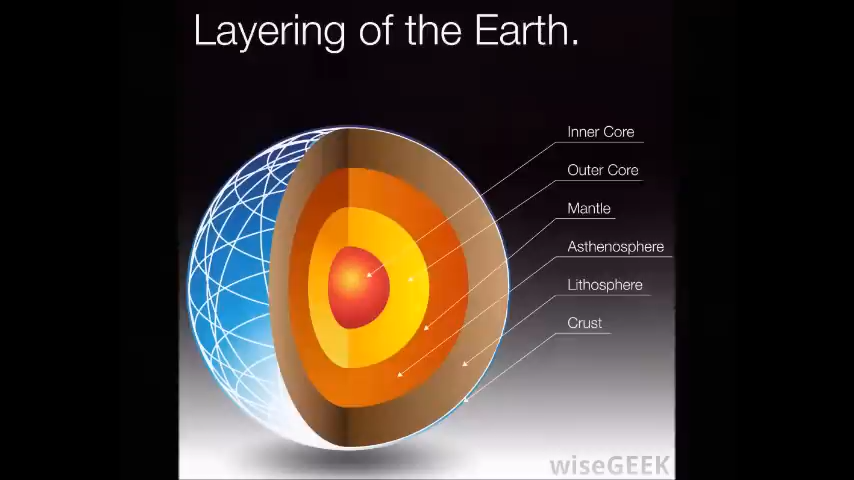 Layering of the Earth.
Inner Core
Outer Core
Mantle
Asthenosphere
Lithosphere
Crust
wiseGEEK